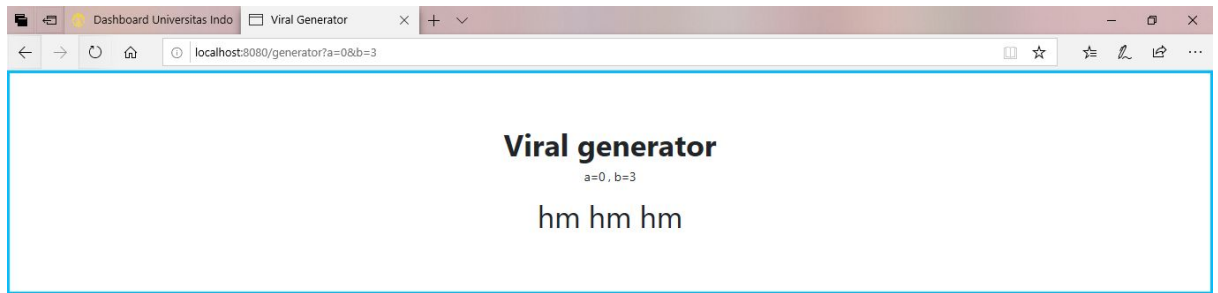 Dashboard Universitas Indo Viral Generator
localhost:8080/generator?a=0&b=3
Viral generator
a=0 , b=3
hm hm hm